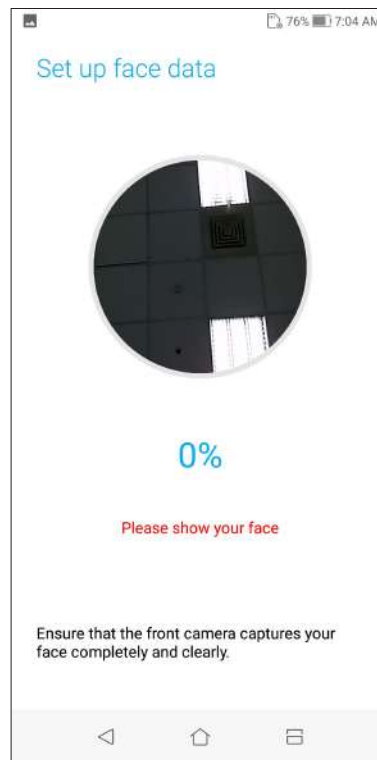 76% 7:04 AM
Set up face data
0%
Please show your face
Ensure that the front camera captures your
face completely and clearly.